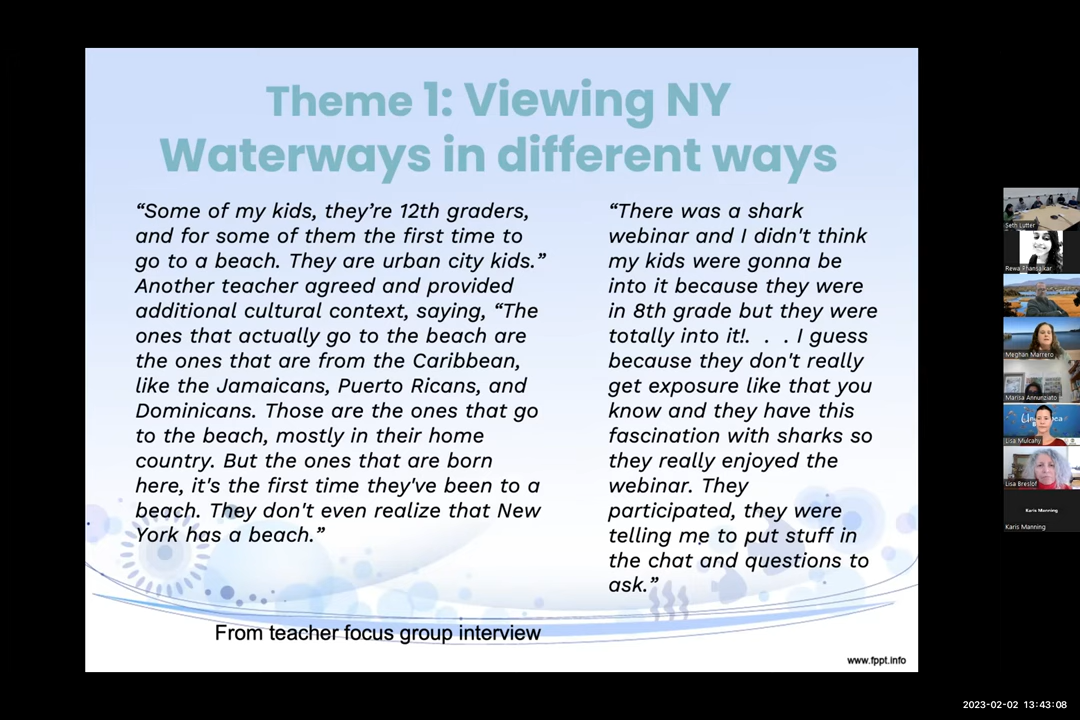 Theme 1: Viewing NY
Waterways in different ways
“Some of my kids, they’re 12th graders,
and for some of them the first time to
go to a beach. They are urban city kids.”
Another teacher agreed and provided
additional cultural context, saying, “The
ones that actually go to the beach are
the ones that are from the Caribbean,
like the Jamaicans, Puerto Ricans, and
Dominicans. Those are the ones that go
to the beach, mostly in their home
country. But the ones that are born
here, it's the first time they've been to a
beach. They don't even realize that New
York has a beach.”
“There was a shark
webinar and I didn't think
my kids were gonna be
into it because they were
in 8th grade but they were
totally into it!. . . I guess
because they don't really
get exposure like that you
know and they have this
fascination with sharks so
they really enjoyed the
webinar. They
participated, they were
telling me to put stuff in
the chat and questions to
ask.”
From teacher focus group interview
www.fppt.info
Seth Lutter
Rewa Phansalkar
Meghan Marrero
Marisa Annunziato
Lisa Mulcahy
Lisa Breslof
Karis Manning
Karis Manning
2023-02-02 13:43:08